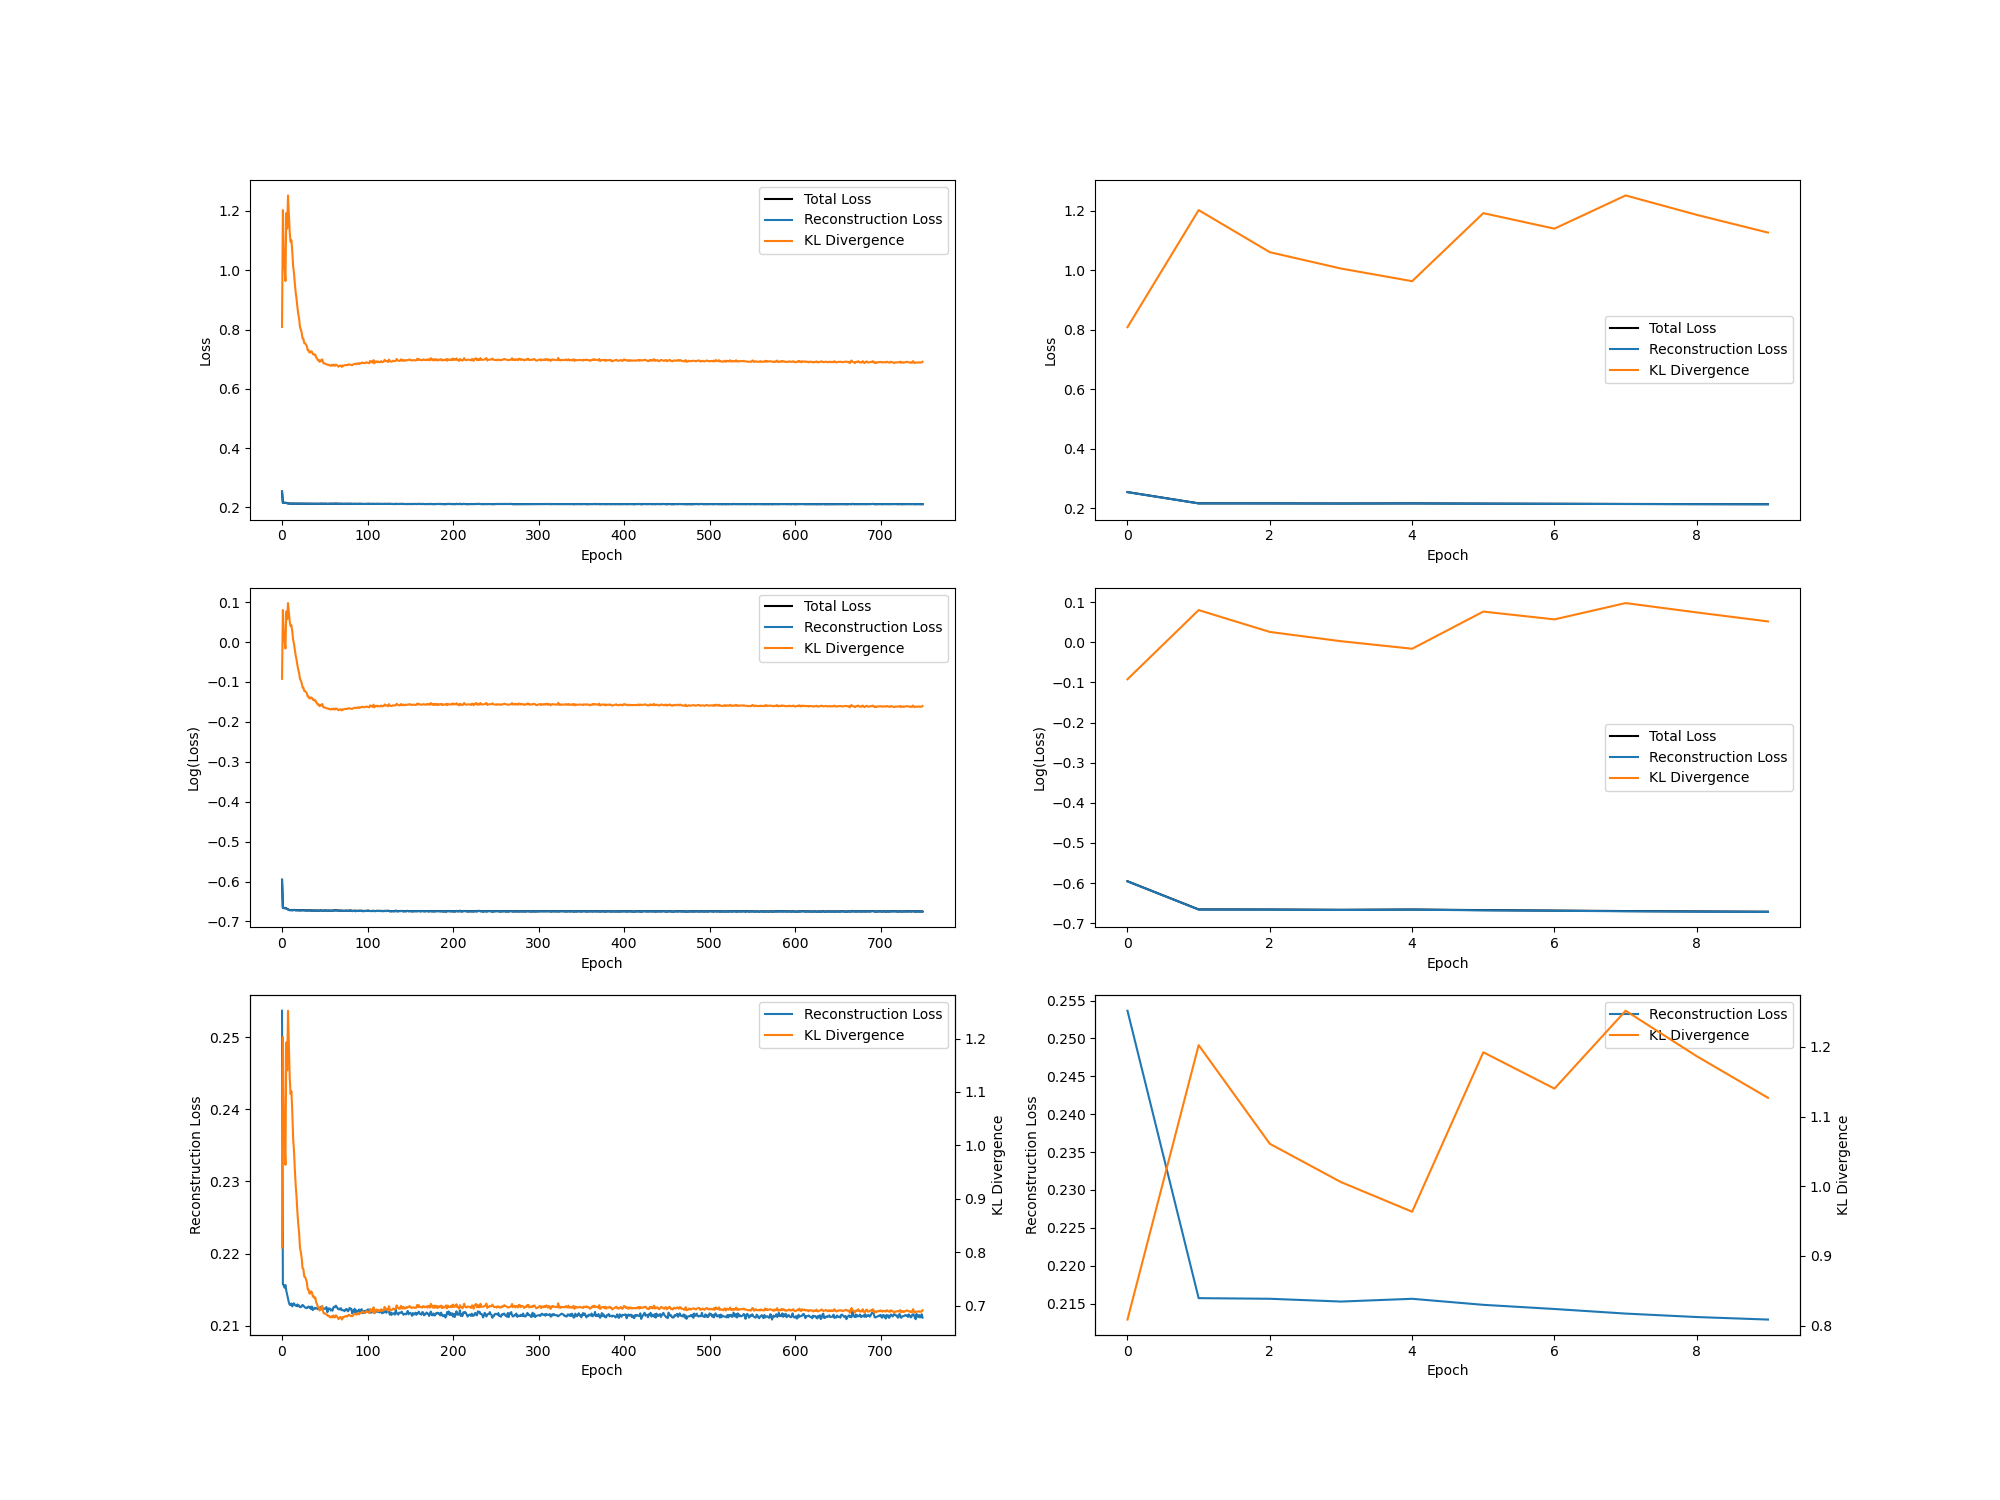 1.2
1.0
0.8
0.6
0.4
0.2
Loss
0 100 200 300 400 500 600 700
Epoch
Total Loss
Reconstruction Loss
KL Divergence
1.2
1.0
0.8
0.6
0.4
0.2
Loss
0 2 4 6 8
Epoch
Total Loss
Reconstruction Loss
KL Divergence
0.1
0.0
−0.1
−0.2
−0.3
−0.4
−0.5
−0.6
−0.7
Log(Loss)
0 100 200 300 400 500 600 700
Epoch
Total Loss
Reconstruction Loss
KL Divergence
0.1
0.0
−0.1
−0.2
−0.3
−0.4
−0.5
−0.6
−0.7
Log(Loss)
0 2 4 6 8
Epoch
Total Loss
Reconstruction Loss
KL Divergence
0.25
0.24
0.23
0.22
0.21
Reconstruction Loss
0 100 200 300 400 500 600 700
Epoch
Reconstruction Loss
KL Divergence
1.2
1.1
1.0
0.9
0.8
0.7
KL Divergence
0.255
0.250
0.245
0.240
0.235
0.230
0.225
0.220
0.215
Reconstruction Loss
0 2 4 6 8
Epoch
Reconstruction Loss
KL Divergence
1.2
1.1
1.0
0.9
0.8
KL Divergence